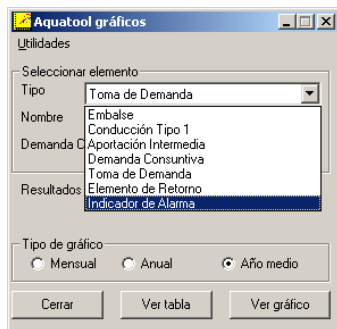 Aquatool gráficos
Utilidades
Seleccionar elemento
Tipo
Toma de Demanda
Nombre
Embalse
Conducción Tipo 1
Demanda C
Aportación Intermedia
Demanda Consuntiva
Toma de Demanda
Resultados
Elemento de Retorno
Indicador de Alarma
Tipo de gráfico
Mensual Anual Año medio
Cerrar Ver tabla Ver gráfico